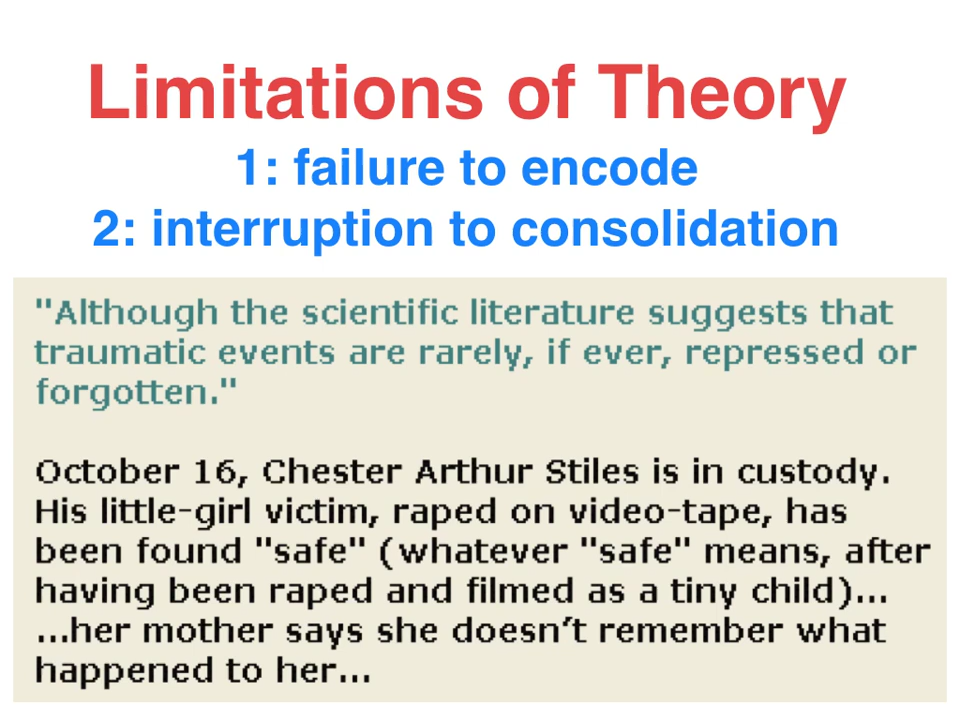 Limitations of Theory
1: failure to encode
2: interruption to consolidation
"Although the scientific literature suggests that
traumatic events are rarely, if ever, repressed or
forgotten."
October 16, Chester Arthur Stiles is in custody.
His little-girl victim, raped on video-tape, has
been found "safe" (whatever "safe" means, after
having been raped and filmed as a tiny child)...
...her mother says she doesn't remember what
happened to her...